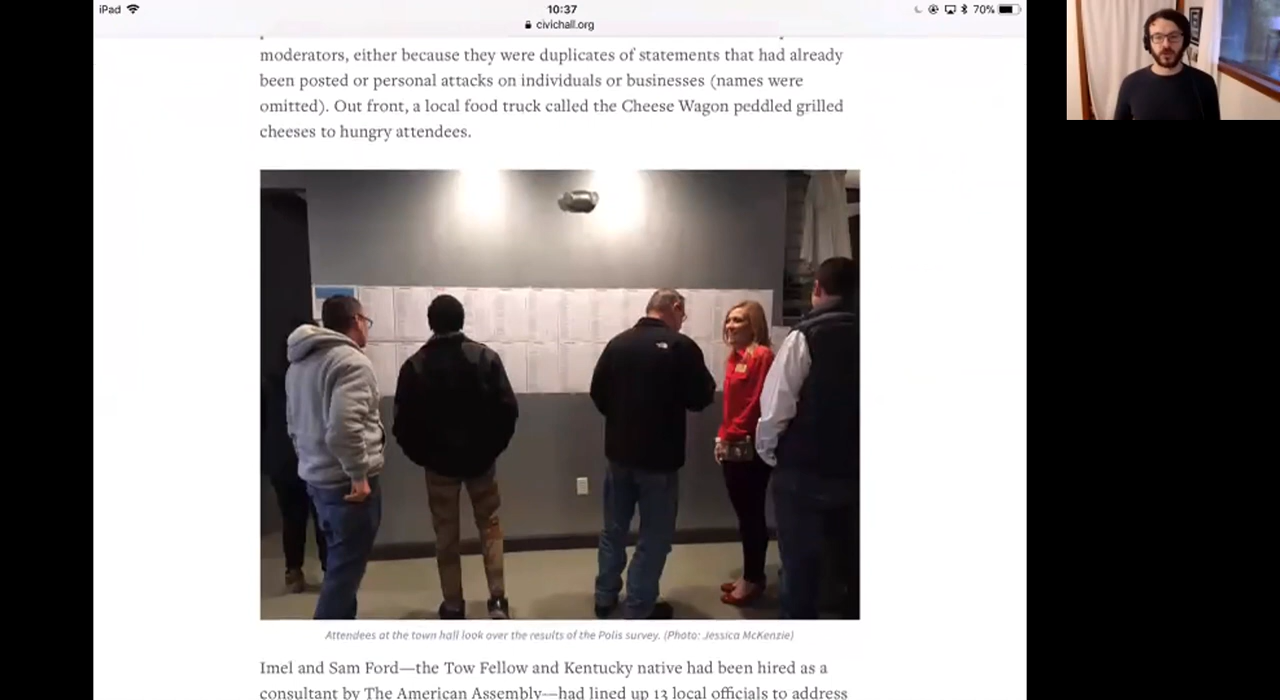 iPad
10:37
70%
civichall.org
moderators, either because they were duplicates of statements that had already
been posted or personal attacks on individuals or businesses (names were
omitted). Out front, a local food truck called the Cheese Wagon peddled grilled
cheeses to hungry attendees.
Attendees at the town hall look over the results of the Polis survey. (Photo: Jessica McKenzie)
Imel and Sam Ford—the Tow Fellow and Kentucky native had been hired as a
consultant by The American Assembly—had lined up 13 local officials to address